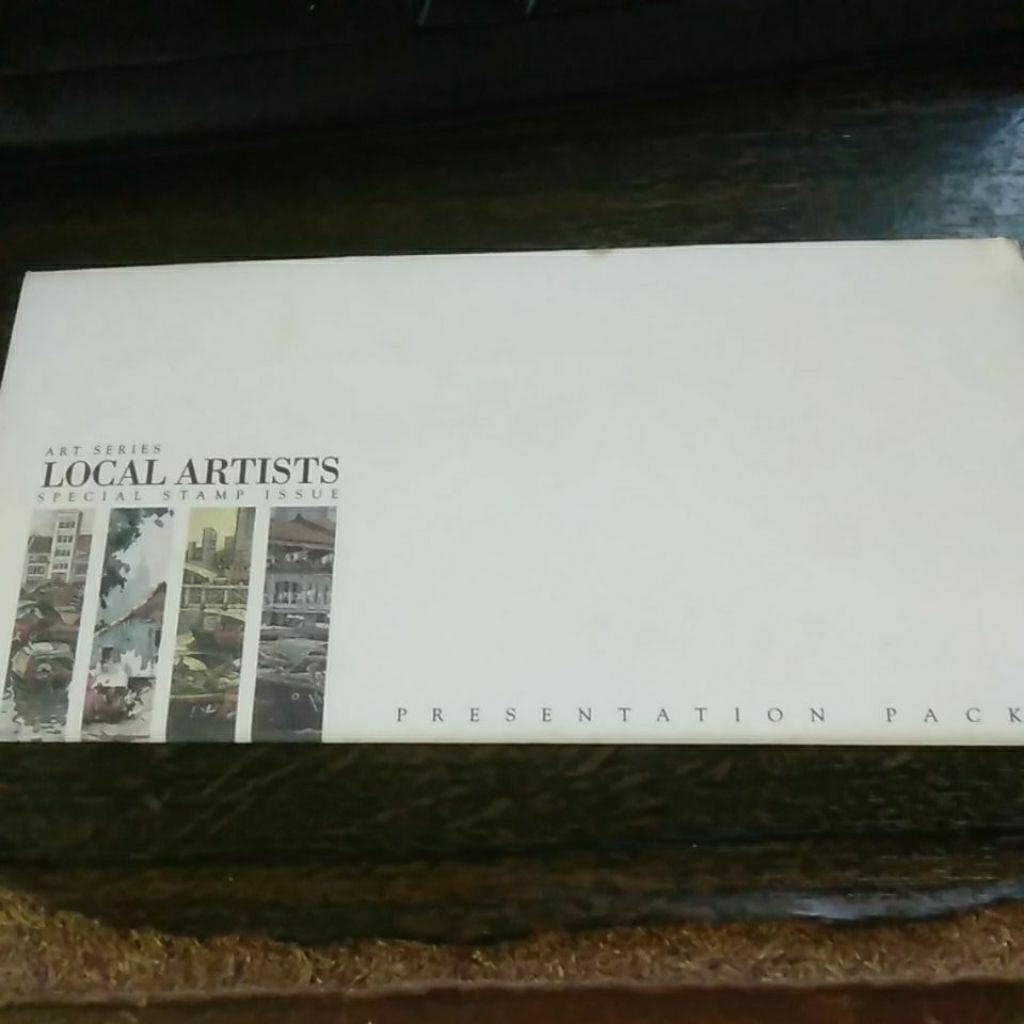 ART SERIES
LOCAL ARTISTS
SPECIAL STAMP ISSUE
PRESENTATION PACK